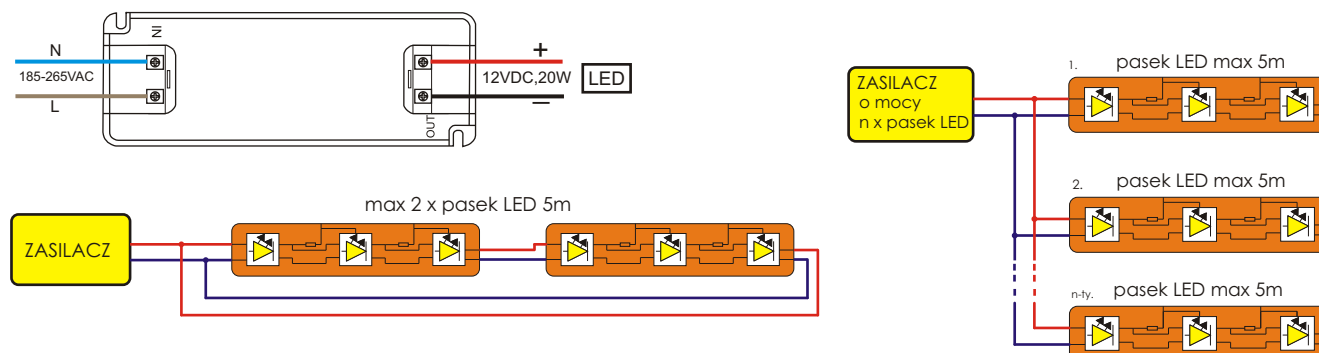 N
185-265VAC
L
IN
OUT
+
12VDC,20W
—
LED
max 2 x pasek LED 5m
ZASILACZ
ZASILACZ
o mocy
n x pasek LED
1. pasek LED max 5m
2. pasek LED max 5m
n-ty. pasek LED max 5m